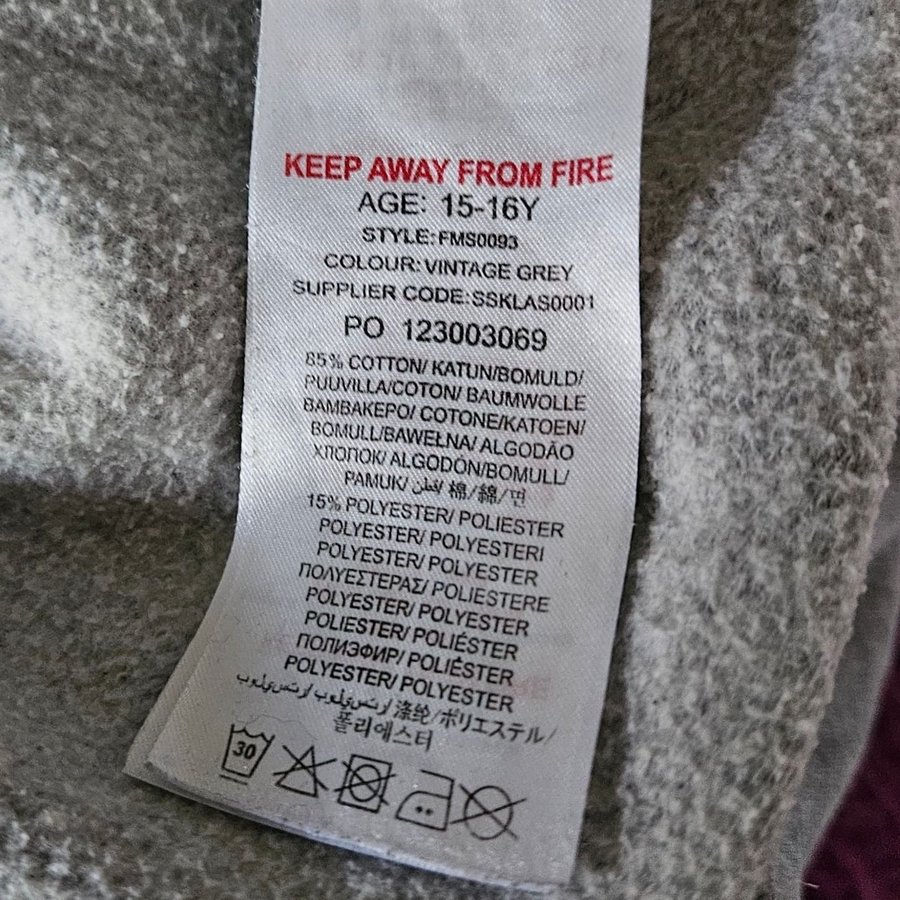 KEEP AWAY FROM FIRE
AGE: 15-16Y
STYLE:FMS0093
COLOUR:VINTAGE GREY
SUPPLIER CODE:SSKLAS0001
PO 123003069
85% COTTON/ KATUN/BOMULD/
PUUVILLA/COTON/ BAUMWOLLE
ΒΑΜΒΑΚΕΡΟ/ COTONE/KATOEN/
BOMULL/BAWEŁNA/ ALGODÃO
ХЛОПОК/ ALGODÓN/BOMULL/
PAMUK/ قطن/ 棉/綿/면
15% POLYESTER/ POLIESTER
POLYESTER/ POLYESTERI
POLYESTER/ POLYESTER
ΠΟΛΥΕΣΤΕΡΑΣ/ POLIESTERE
POLYESTER/ POLYESTER
POLIESTER/ POLIÉSTER
ПОЛИЭФИР/ POLIÉSTER
POLYESTER/ POLYESTER
بوليستر/بوليستر/涤纶/ポリエステル/
폴리에스터
30